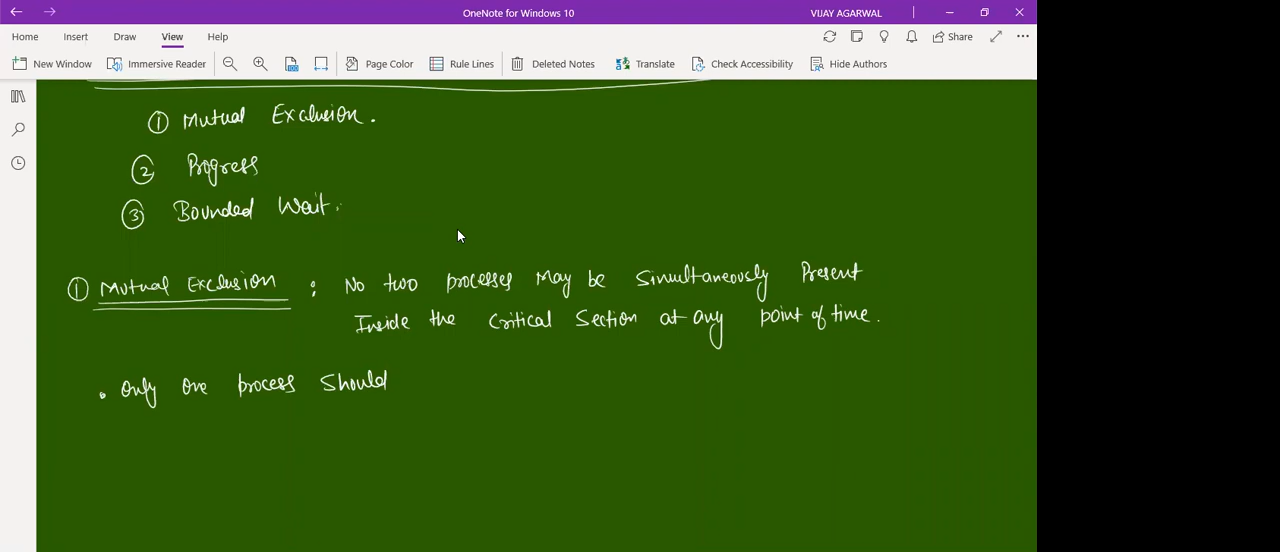 OneNote for Windows 10
VIJAY AGARWAL
Home Insert Draw View Help
Share
New Window Immersive Reader Page Color Rule Lines Deleted Notes Translate Check Accessibility Hide Authors
① Mutual Exclusion.
② Progress
③ Bounded Wait.
① Mutual Exclusion : No two processes May be Simultaneously Present
Inside the Critical Section at any point of time.
• Only one process Should